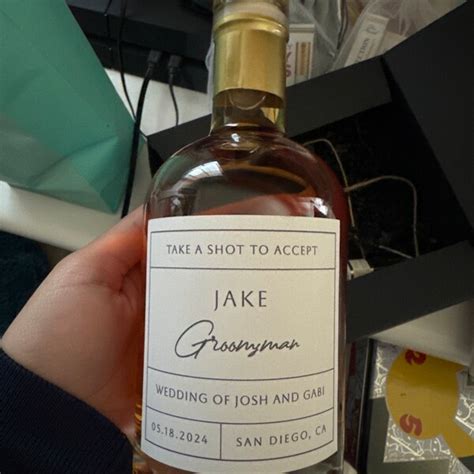 TAKE A SHOT TO ACCEPT
JAKE
Groomsman
WEDDING OF JOSH AND GABI
05.18.2024
SAN DIEGO, CA